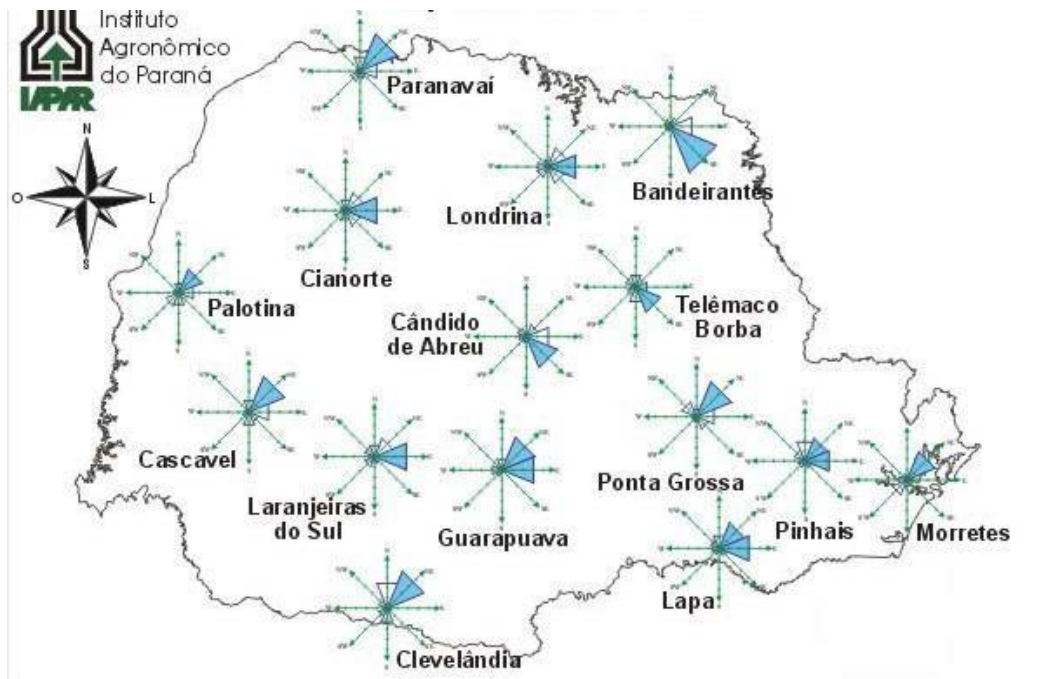 Instituto
Agronômico
do Paraná
IAPAR
N
O
L
S
Paranavaí
Bandeirantes
Londrina
Cianorte
Palotina
Telêmaco
Borba
Cândido
de Abreu
Cascavel
Laranjeiras
do Sul
Guarapuava
Ponta Grossa
Pinhais
Morretes
Lapa
Clevelândia